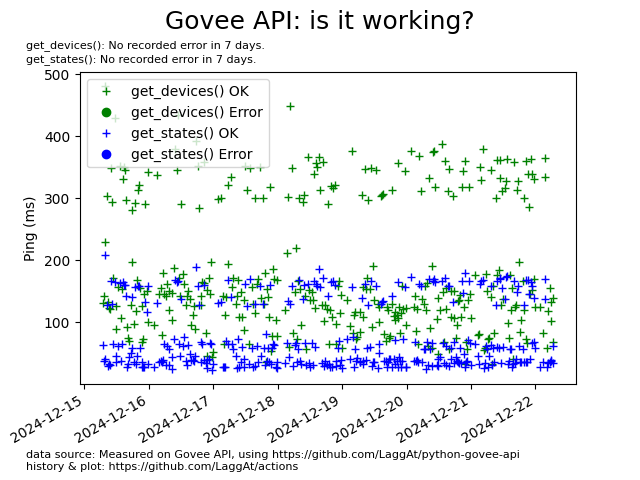 Govee API: is it working?
get_devices(): No recorded error in 7 days.
get_states(): No recorded error in 7 days.
500
400
300
200
100
Ping (ms)
get_devices() OK
get_devices() Error
get_states() OK
get_states() Error
2024-12-15
2024-12-16
2024-12-17
2024-12-18
2024-12-19
2024-12-20
2024-12-21
2024-12-22
data source: Measured on Govee API, using https://github.com/LaggAt/python-govee-api
history & plot: https://github.com/LaggAt/actions